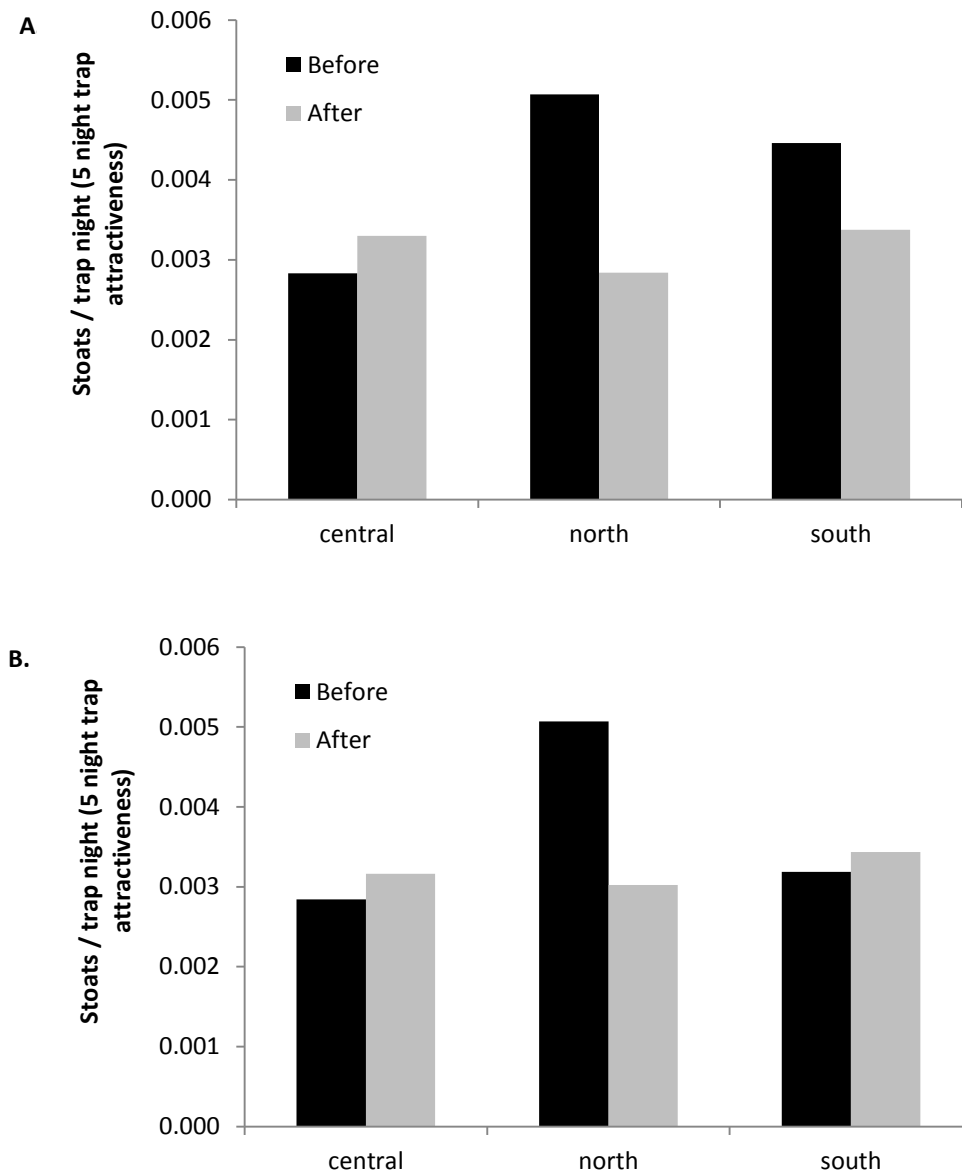 A
Stoats / trap night (5 night trap
attractiveness)
0.006
0.005
0.004
0.003
0.002
0.001
0.000
Before
After
central north south
B.
Stoats / trap night (5 night trap
attractiveness)
0.006
0.005
0.004
0.003
0.002
0.001
0.000
Before
After
central north south